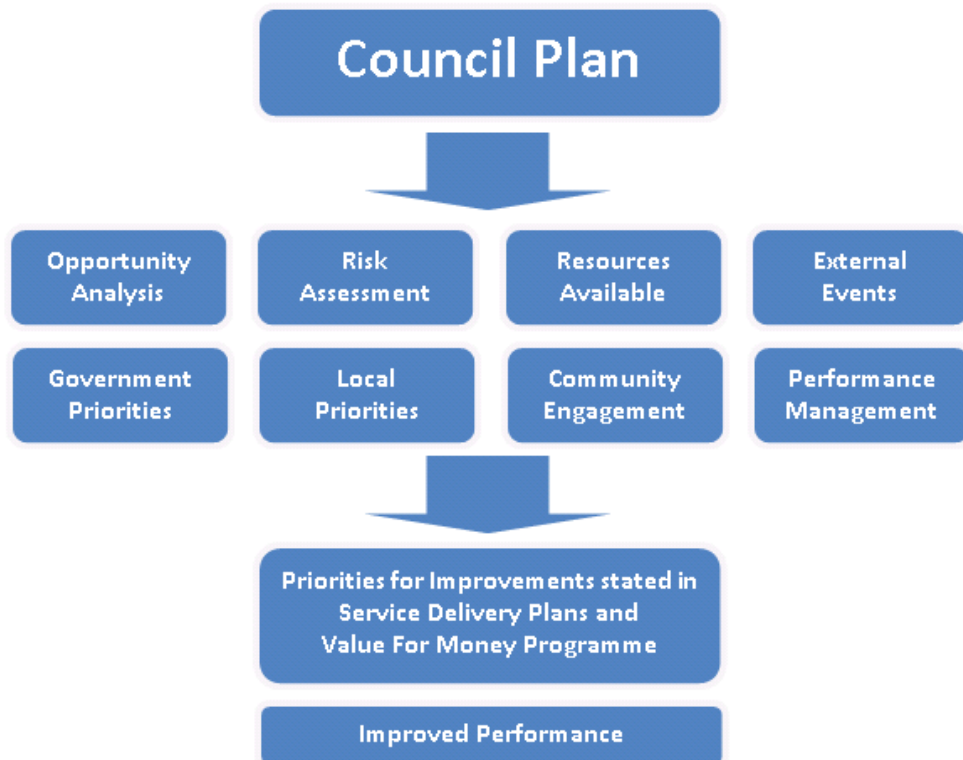 Council Plan
Opportunity
Analysis
Risk
Assessment
Resources
Available
External
Events
Government
Priorities
Local
Priorities
Community
Engagement
Performance
Management
Priorities for Improvements stated in
Service Delivery Plans and
Value For Money Programme
Improved Performance